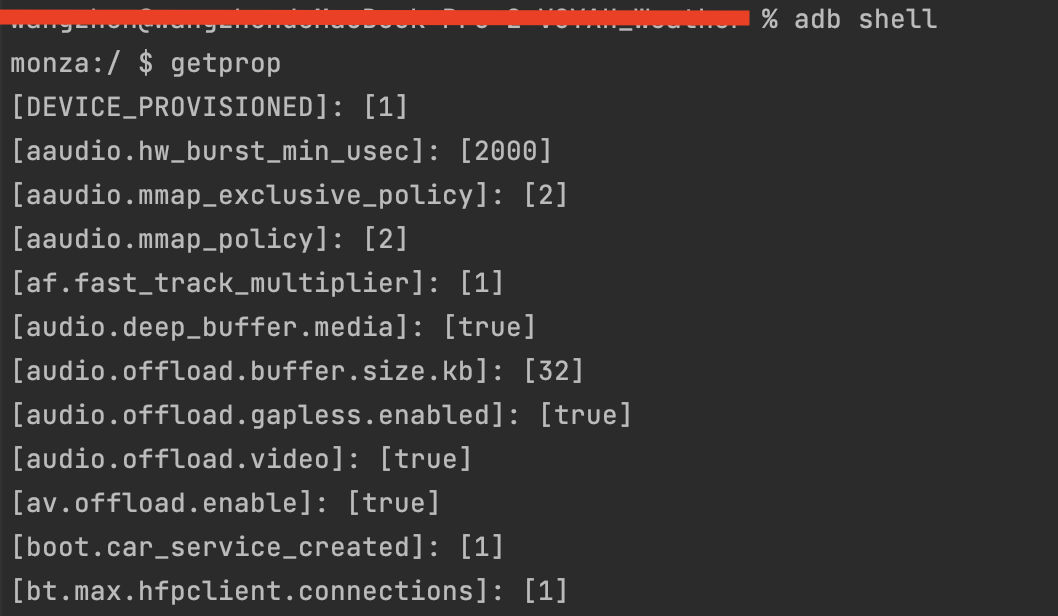 % adb shell
monza:/ $ getprop
[DEVICE_PROVISIONED]: [1]
[aaudio.hw_burst_min_usec]: [2000]
[aaudio.mmap_exclusive_policy]: [2]
[aaudio.mmap_policy]: [2]
[af.fast_track_multiplier]: [1]
[audio.deep_buffer.media]: [true]
[audio.offload.buffer.size.kb]: [32]
[audio.offload.gapless.enabled]: [true]
[audio.offload.video]: [true]
[av.offload.enable]: [true]
[boot.car_service_created]: [1]
[bt.max.hfpclient.connections]: [1]